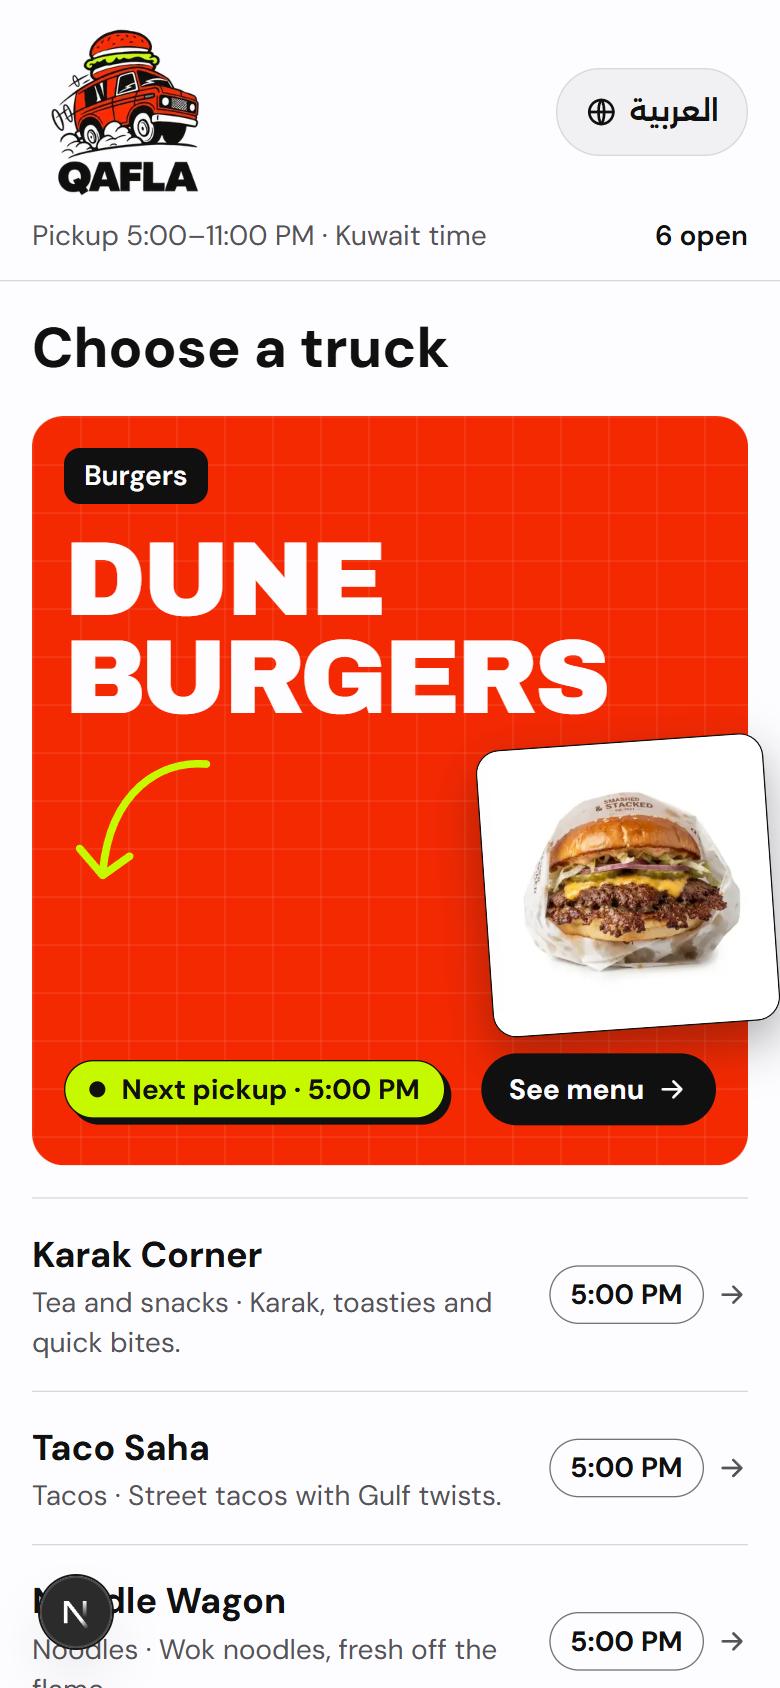 QAFLA
العربية
Pickup 5:00–11:00 PM · Kuwait time
6 open
Choose a truck
Burgers
DUNE
BURGERS
SMASHED
& STACKED
Next pickup · 5:00 PM
See menu →
Karak Corner
Tea and snacks · Karak, toasties and
quick bites.
5:00 PM →
Taco Saha
Tacos · Street tacos with Gulf twists.
5:00 PM →
N dle Wagon
Noodles · Wok noodles, fresh off the
5:00 PM →
N